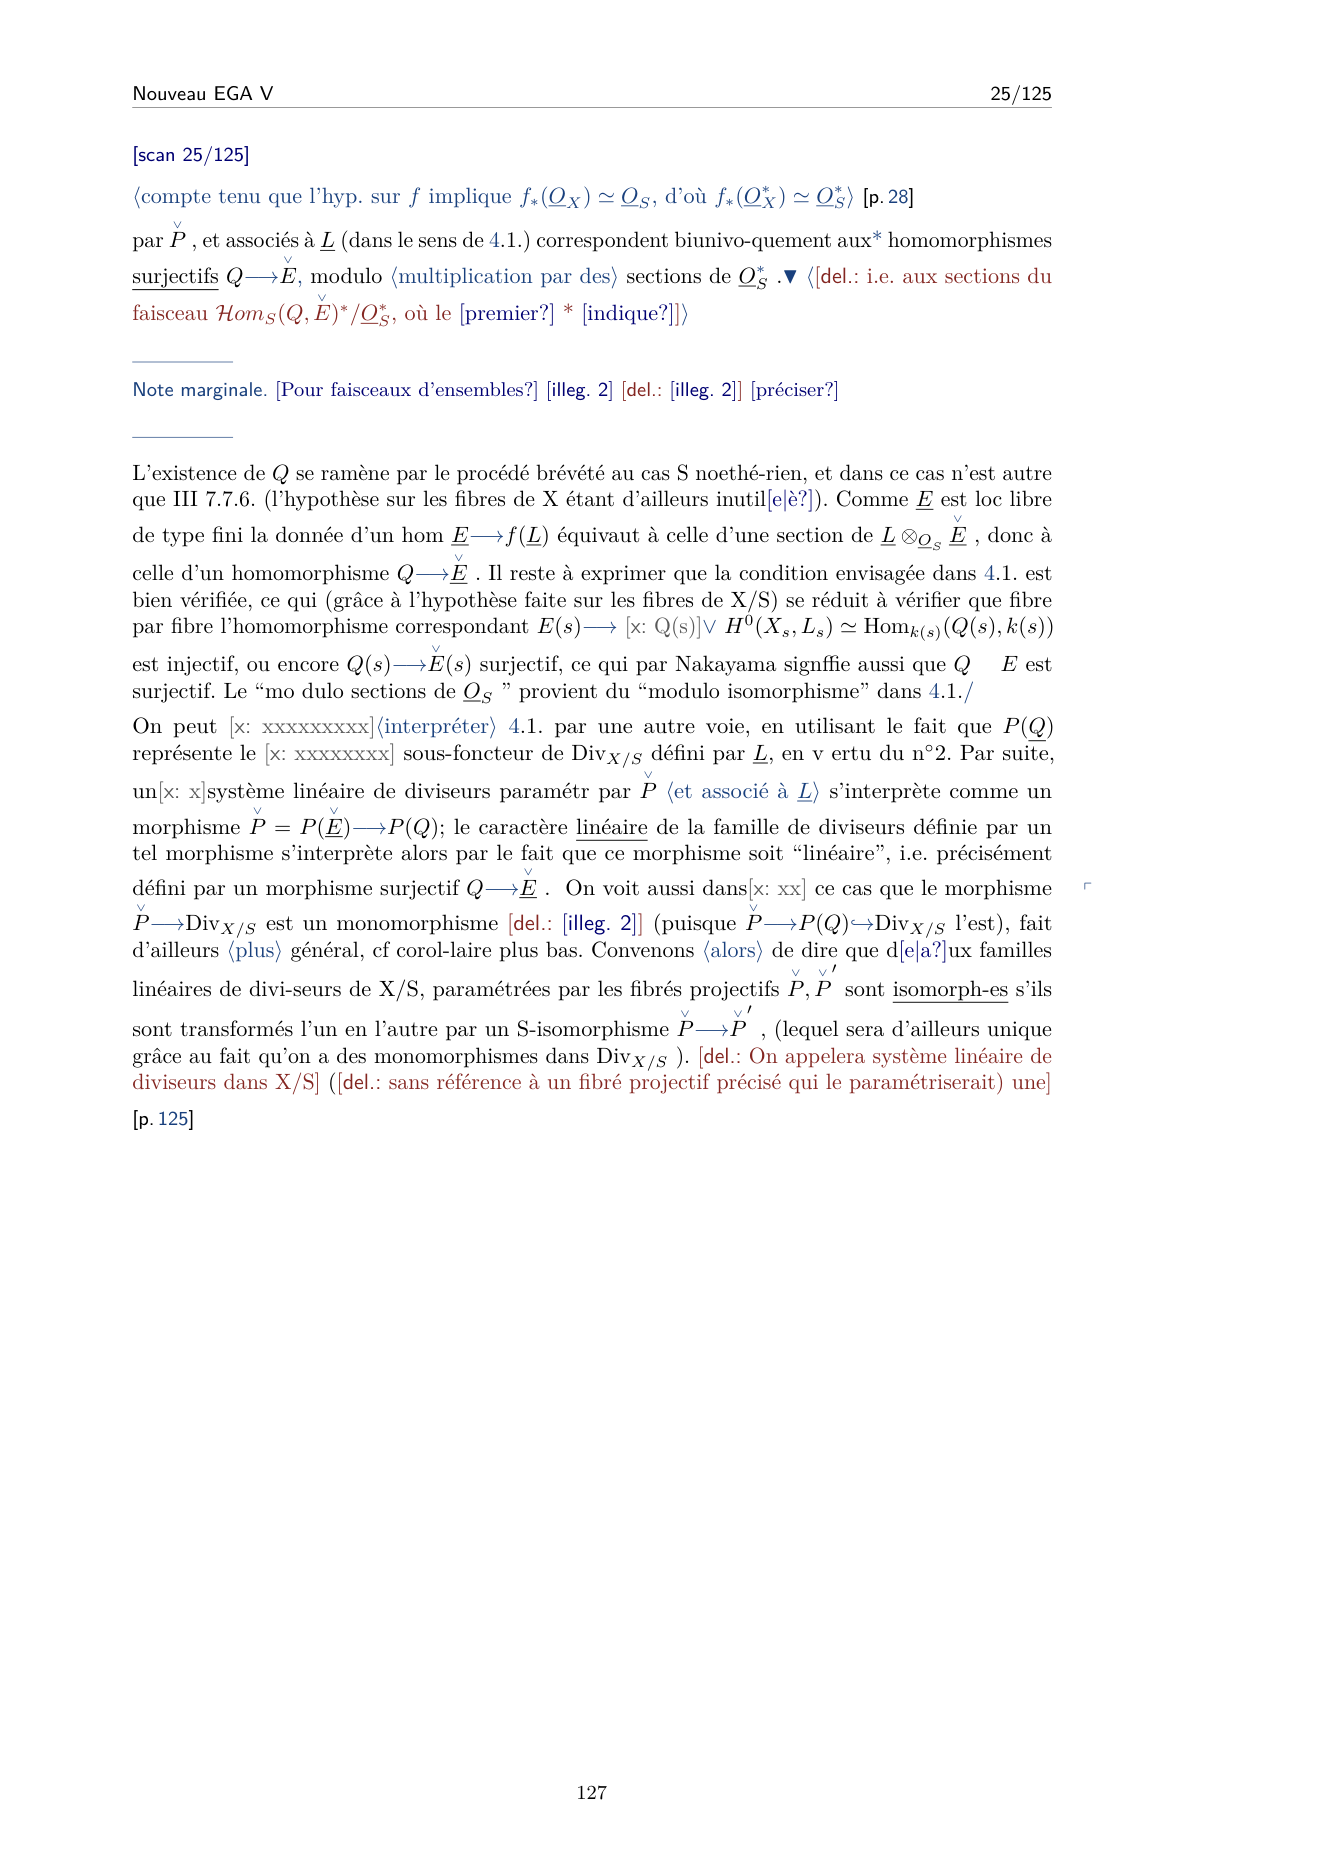 Nouveau EGA V 25/125
[scan 25/125]
⟨compte tenu que l'hyp. sur f implique f∗(O̲_X) ≃ O̲_S, d'où f∗(O̲*_X) ≃ O̲*_S⟩ [p. 28]
par P̌ , et associés à L̲ (dans le sens de 4.1.) correspondent biunivo-quement aux* homomorphismes
surjectifs Q⟶Ě, modulo ⟨multiplication par des⟩ sections de O̲*_S .▼ ⟨[del.: i.e. aux sections du
faisceau ℋom_S(Q, Ě)*/O̲*_S, où le [premier?] * [indique?]]⟩
Note marginale. [Pour faisceaux d'ensembles?] [illeg. 2] [del.: [illeg. 2]] [préciser?]
L'existence de Q se ramène par le procédé brévété au cas S noethé-rien, et dans ce cas n'est autre
que III 7.7.6. (l'hypothèse sur les fibres de X étant d'ailleurs inutil[e|è?]). Comme E̲ est loc libre
de type fini la donnée d'un hom E̲⟶f(L̲) équivaut à celle d'une section de L̲ ⊗_O̲_S Ě̲ , donc à
celle d'un homomorphisme Q⟶Ě̲ . Il reste à exprimer que la condition envisagée dans 4.1. est
bien vérifiée, ce qui (grâce à l'hypothèse faite sur les fibres de X/S) se réduit à vérifier que fibre
par fibre l'homomorphisme correspondant E(s)⟶ [x: Q(s)]∨ H⁰(X_s, L_s) ≃ Hom_k(s)(Q(s), k(s))
est injectif, ou encore Q(s)⟶Ě(s) surjectif, ce qui par Nakayama signffie aussi que Q E est
surjectif. Le “mo dulo sections de O̲_S ” provient du “modulo isomorphisme” dans 4.1./
On peut [x: xxxxxxxxx]⟨interpréter⟩ 4.1. par une autre voie, en utilisant le fait que P(Q̲)
représente le [x: xxxxxxxx] sous-foncteur de Div_X/S défini par L̲, en v ertu du n°2. Par suite,
un[x: x]système linéaire de diviseurs paramétr par P̌ ⟨et associé à L̲⟩ s'interprète comme un
morphisme P̌ = P(Ě̲)⟶P(Q); le caractère linéaire de la famille de diviseurs définie par un
tel morphisme s'interprète alors par le fait que ce morphisme soit “linéaire”, i.e. précisément
défini par un morphisme surjectif Q⟶Ě̲ . On voit aussi dans[x: xx] ce cas que le morphisme ⌜
P̌⟶Div_X/S est un monomorphisme [del.: [illeg. 2]] (puisque P̌⟶P(Q)↪Div_X/S l'est), fait
d'ailleurs ⟨plus⟩ général, cf corol-laire plus bas. Convenons ⟨alors⟩ de dire que d[e|a?]ux familles
linéaires de divi-seurs de X/S, paramétrées par les fibrés projectifs P̌, P̌′ sont isomorph-es s'ils
sont transformés l'un en l'autre par un S-isomorphisme P̌⟶P̌′ , (lequel sera d'ailleurs unique
grâce au fait qu'on a des monomorphismes dans Div_X/S ). [del.: On appelera système linéaire de
diviseurs dans X/S] ([del.: sans référence à un fibré projectif précisé qui le paramétriserait) une]
[p. 125]
127